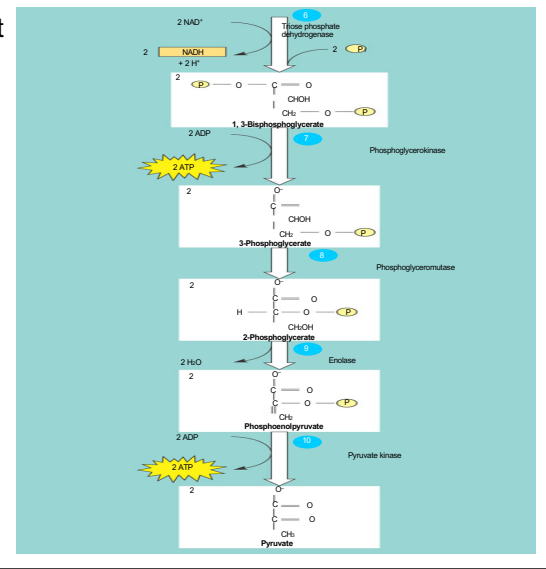 t
6
2 NAD+
Triose phosphate
dehydrogenase
2 P
2 NADH
+ 2 H+
2
P O C O
CHOH
CH2 O P
1, 3-Bisphosphoglycerate
2 ADP
7
Phosphoglycerokinase
2 ATP
2
O–
C
CHOH
CH2 O P
3-Phosphoglycerate
8
Phosphoglyceromutase
2
O–
C O
H C O P
CH2OH
2-Phosphoglycerate
9
2 H2O
Enolase
2
O–
C O
C O P
CH2
Phosphoenolpyruvate
2 ADP
10
Pyruvate kinase
2 ATP
2
O–
C O
C O
CH3
Pyruvate